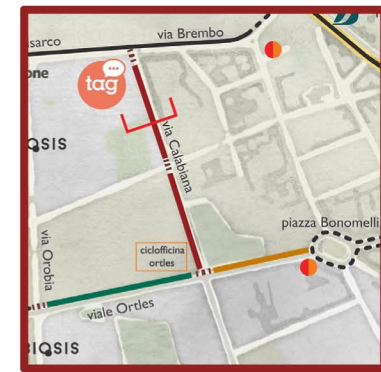 via Brembo
sarco
one
tag
OSIS
via Calabiana
piazza Bonomelli
via Orobia
ciclofficina
ortles
viale Ortles
IOSIS